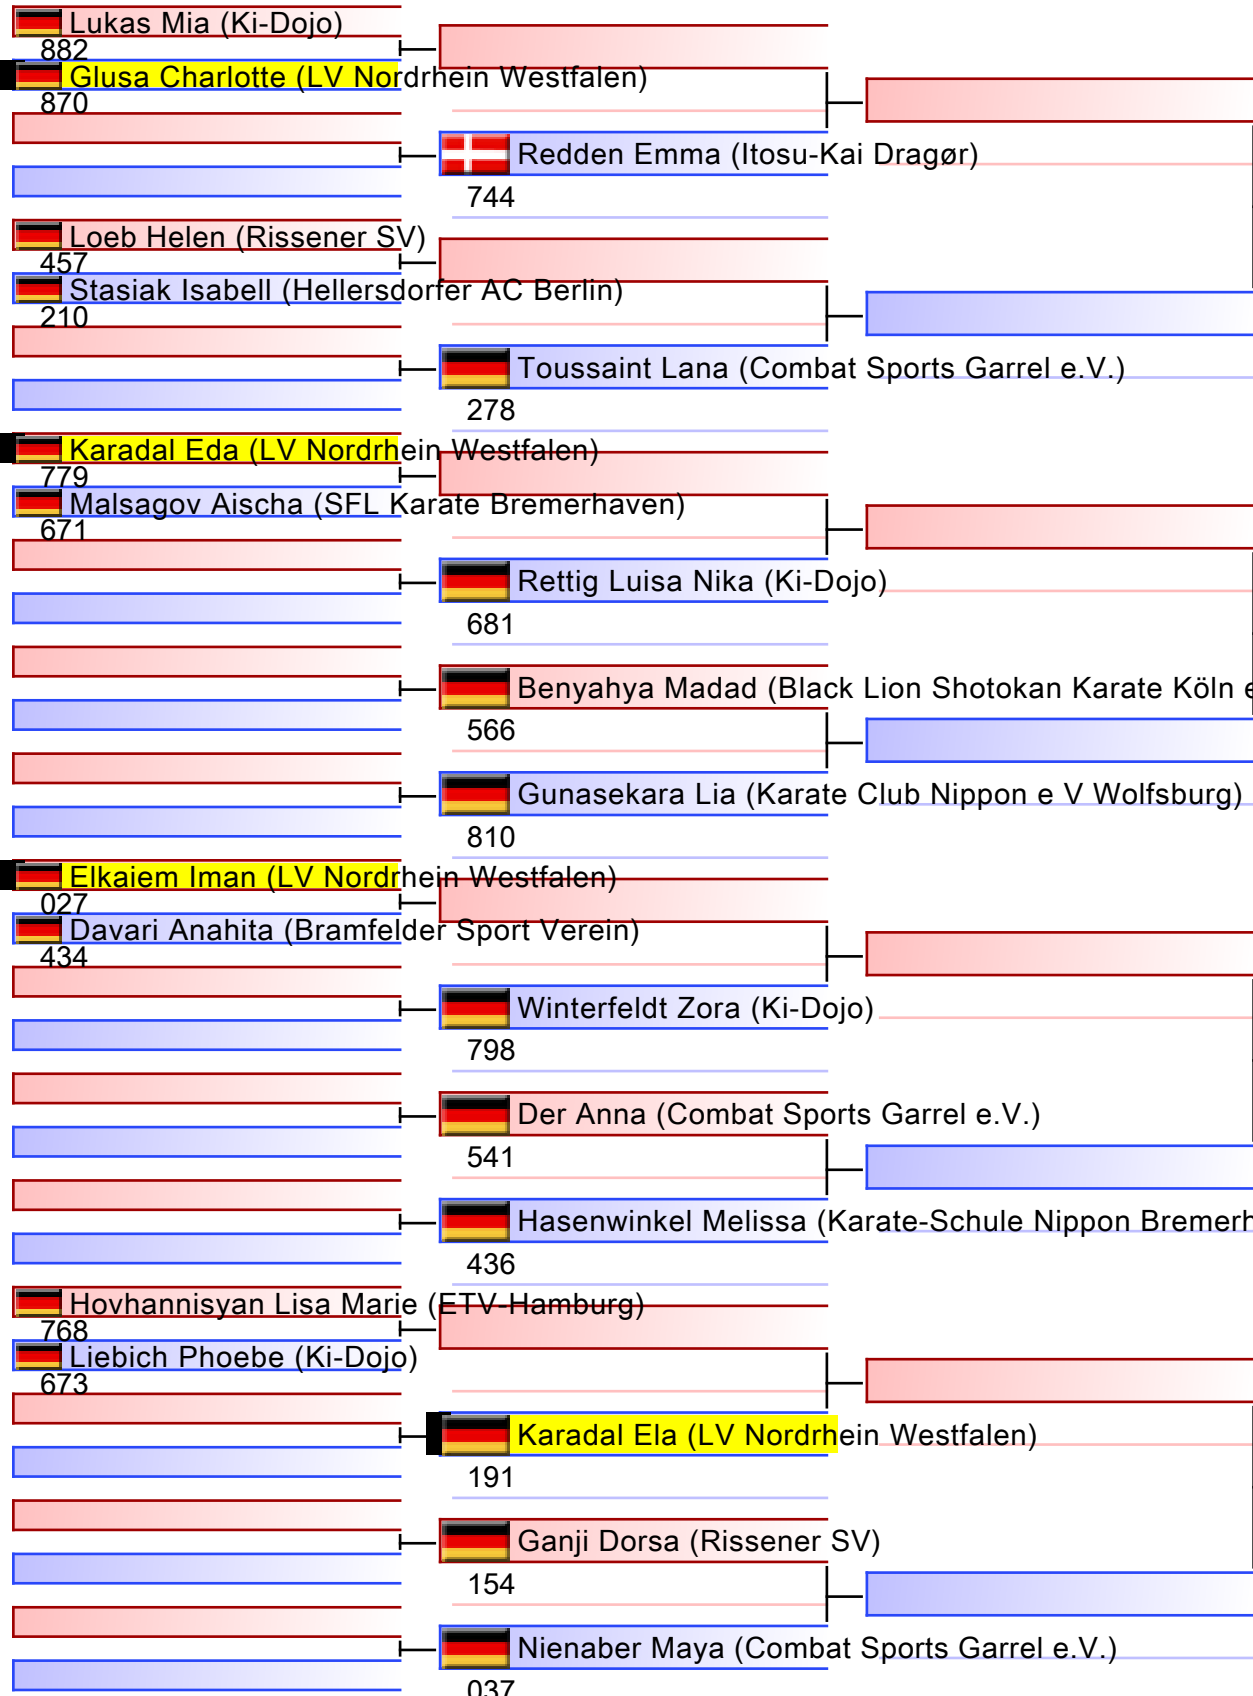 Lukas Mia (Ki-Dojo)
882
Glusa Charlotte (LV Nordrhein Westfalen)
870
Redden Emma (Itosu-Kai Dragør)
744
Loeb Helen (Rissener SV)
457
Stasiak Isabell (Hellersdorfer AC Berlin)
210
Toussaint Lana (Combat Sports Garrel e.V.)
278
Karadal Eda (LV Nordrhein Westfalen)
779
Malsagov Aischa (SFL Karate Bremerhaven)
671
Rettig Luisa Nika (Ki-Dojo)
681
Benyahya Madad (Black Lion Shotokan Karate Köln e
566
Gunasekara Lia (Karate Club Nippon e V Wolfsburg)
810
Elkaiem Iman (LV Nordrhein Westfalen)
027
Davari Anahita (Bramfelder Sport Verein)
434
Winterfeldt Zora (Ki-Dojo)
798
Der Anna (Combat Sports Garrel e.V.)
541
Hasenwinkel Melissa (Karate-Schule Nippon Bremerh
436
Hovhannisyan Lisa Marie (ETV-Hamburg)
768
Liebich Phoebe (Ki-Dojo)
673
Karadal Ela (LV Nordrhein Westfalen)
191
Ganji Dorsa (Rissener SV)
154
Nienaber Maya (Combat Sports Garrel e.V.)
037